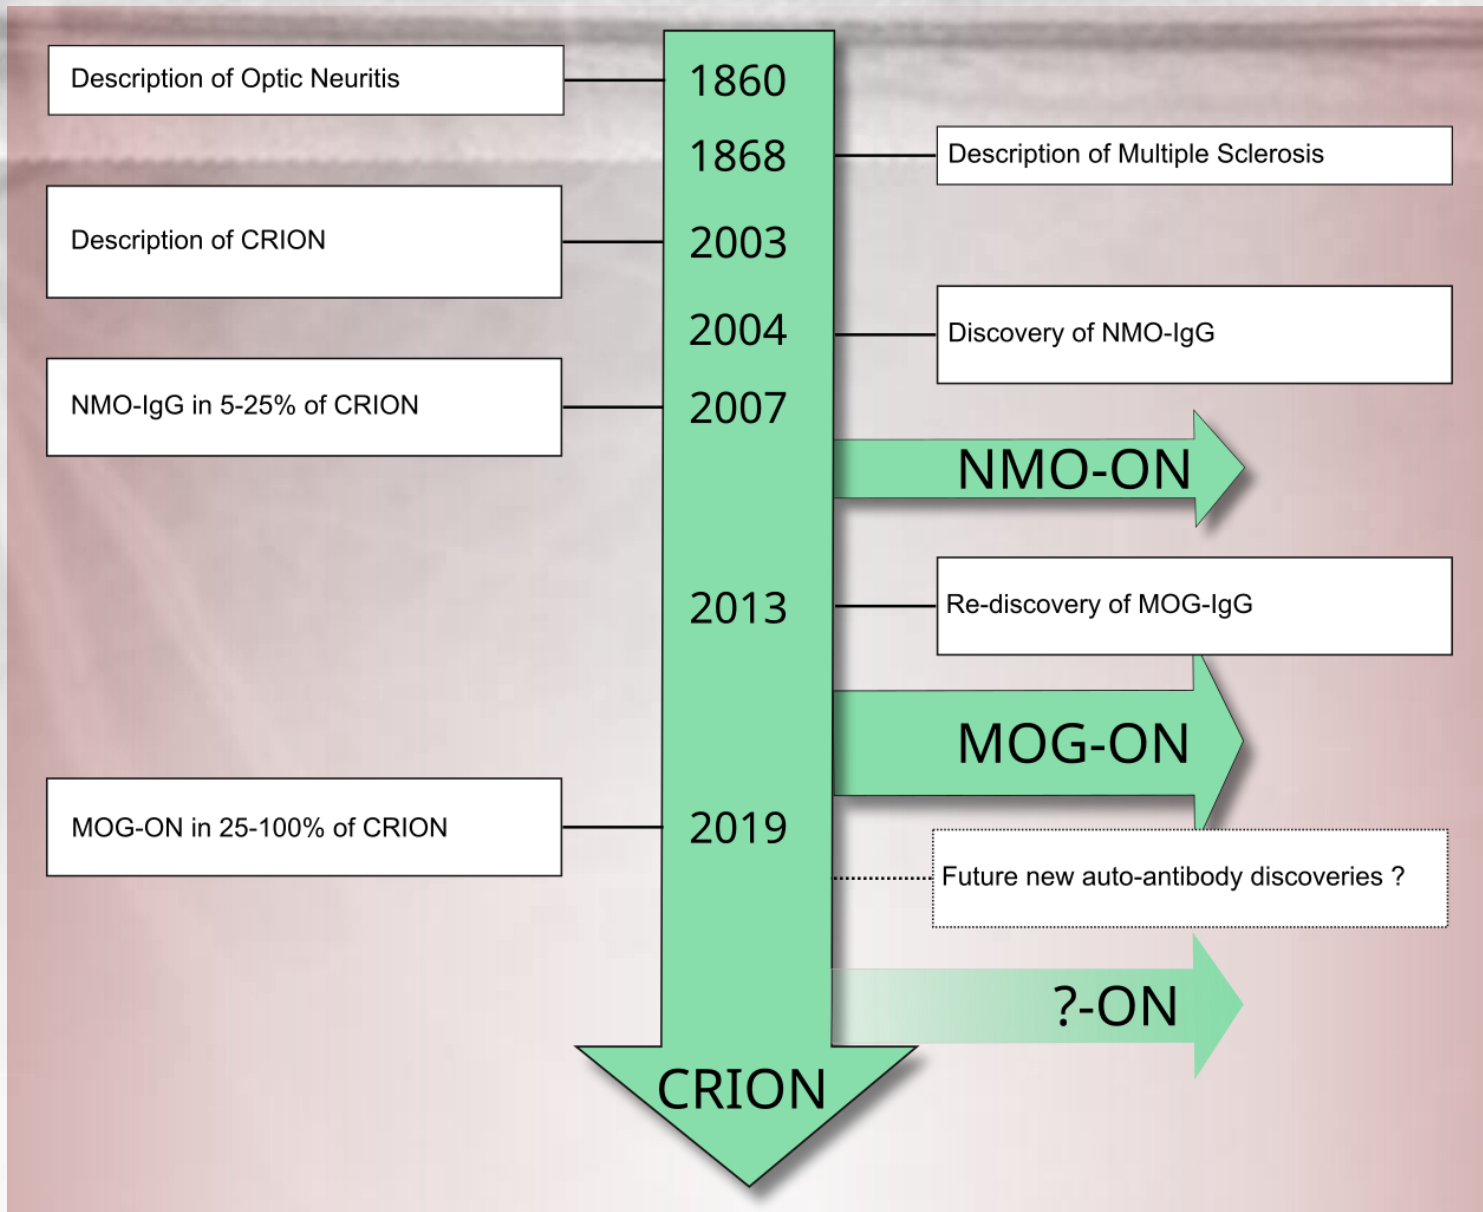 Description of Optic Neuritis
1860
1868
Description of Multiple Sclerosis
Description of CRION
2003
2004
Discovery of NMO-IgG
NMO-IgG in 5-25% of CRION
2007
NMO-ON
2013
Re-discovery of MOG-IgG
MOG-ON
MOG-ON in 25-100% of CRION
2019
Future new auto-antibody discoveries ?
?-ON
CRION